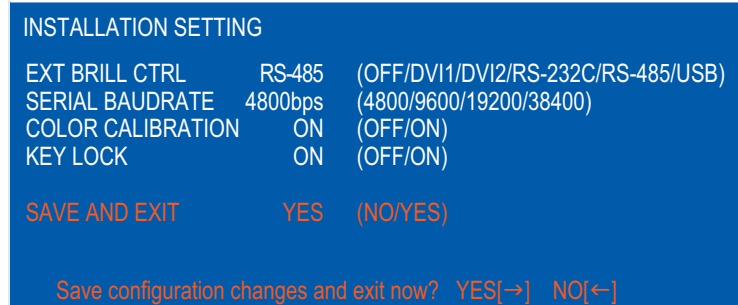 INSTALLATION SETTING
EXT BRILL CTRL RS-485 (OFF/DVI1/DVI2/RS-232C/RS-485/USB)
SERIAL BAUDRATE 4800bps (4800/9600/19200/38400)
COLOR CALIBRATION ON (OFF/ON)
KEY LOCK ON (OFF/ON)
SAVE AND EXIT YES (NO/YES)
Save configuration changes and exit now? YES[→] NO[←]